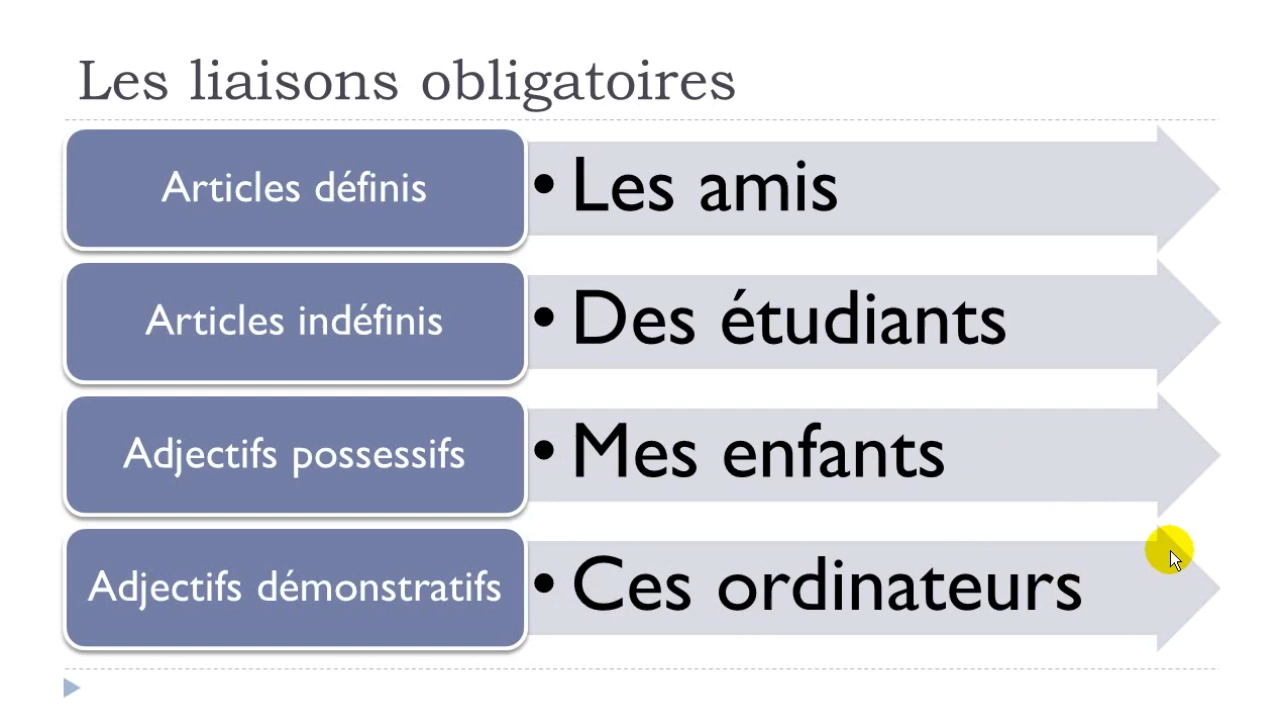 Les liaisons obligatoires
Articles définis
• Les amis
Articles indéfinis
• Des étudiants
Adjectifs possessifs
• Mes enfants
Adjectifs démonstratifs
• Ces ordinateurs